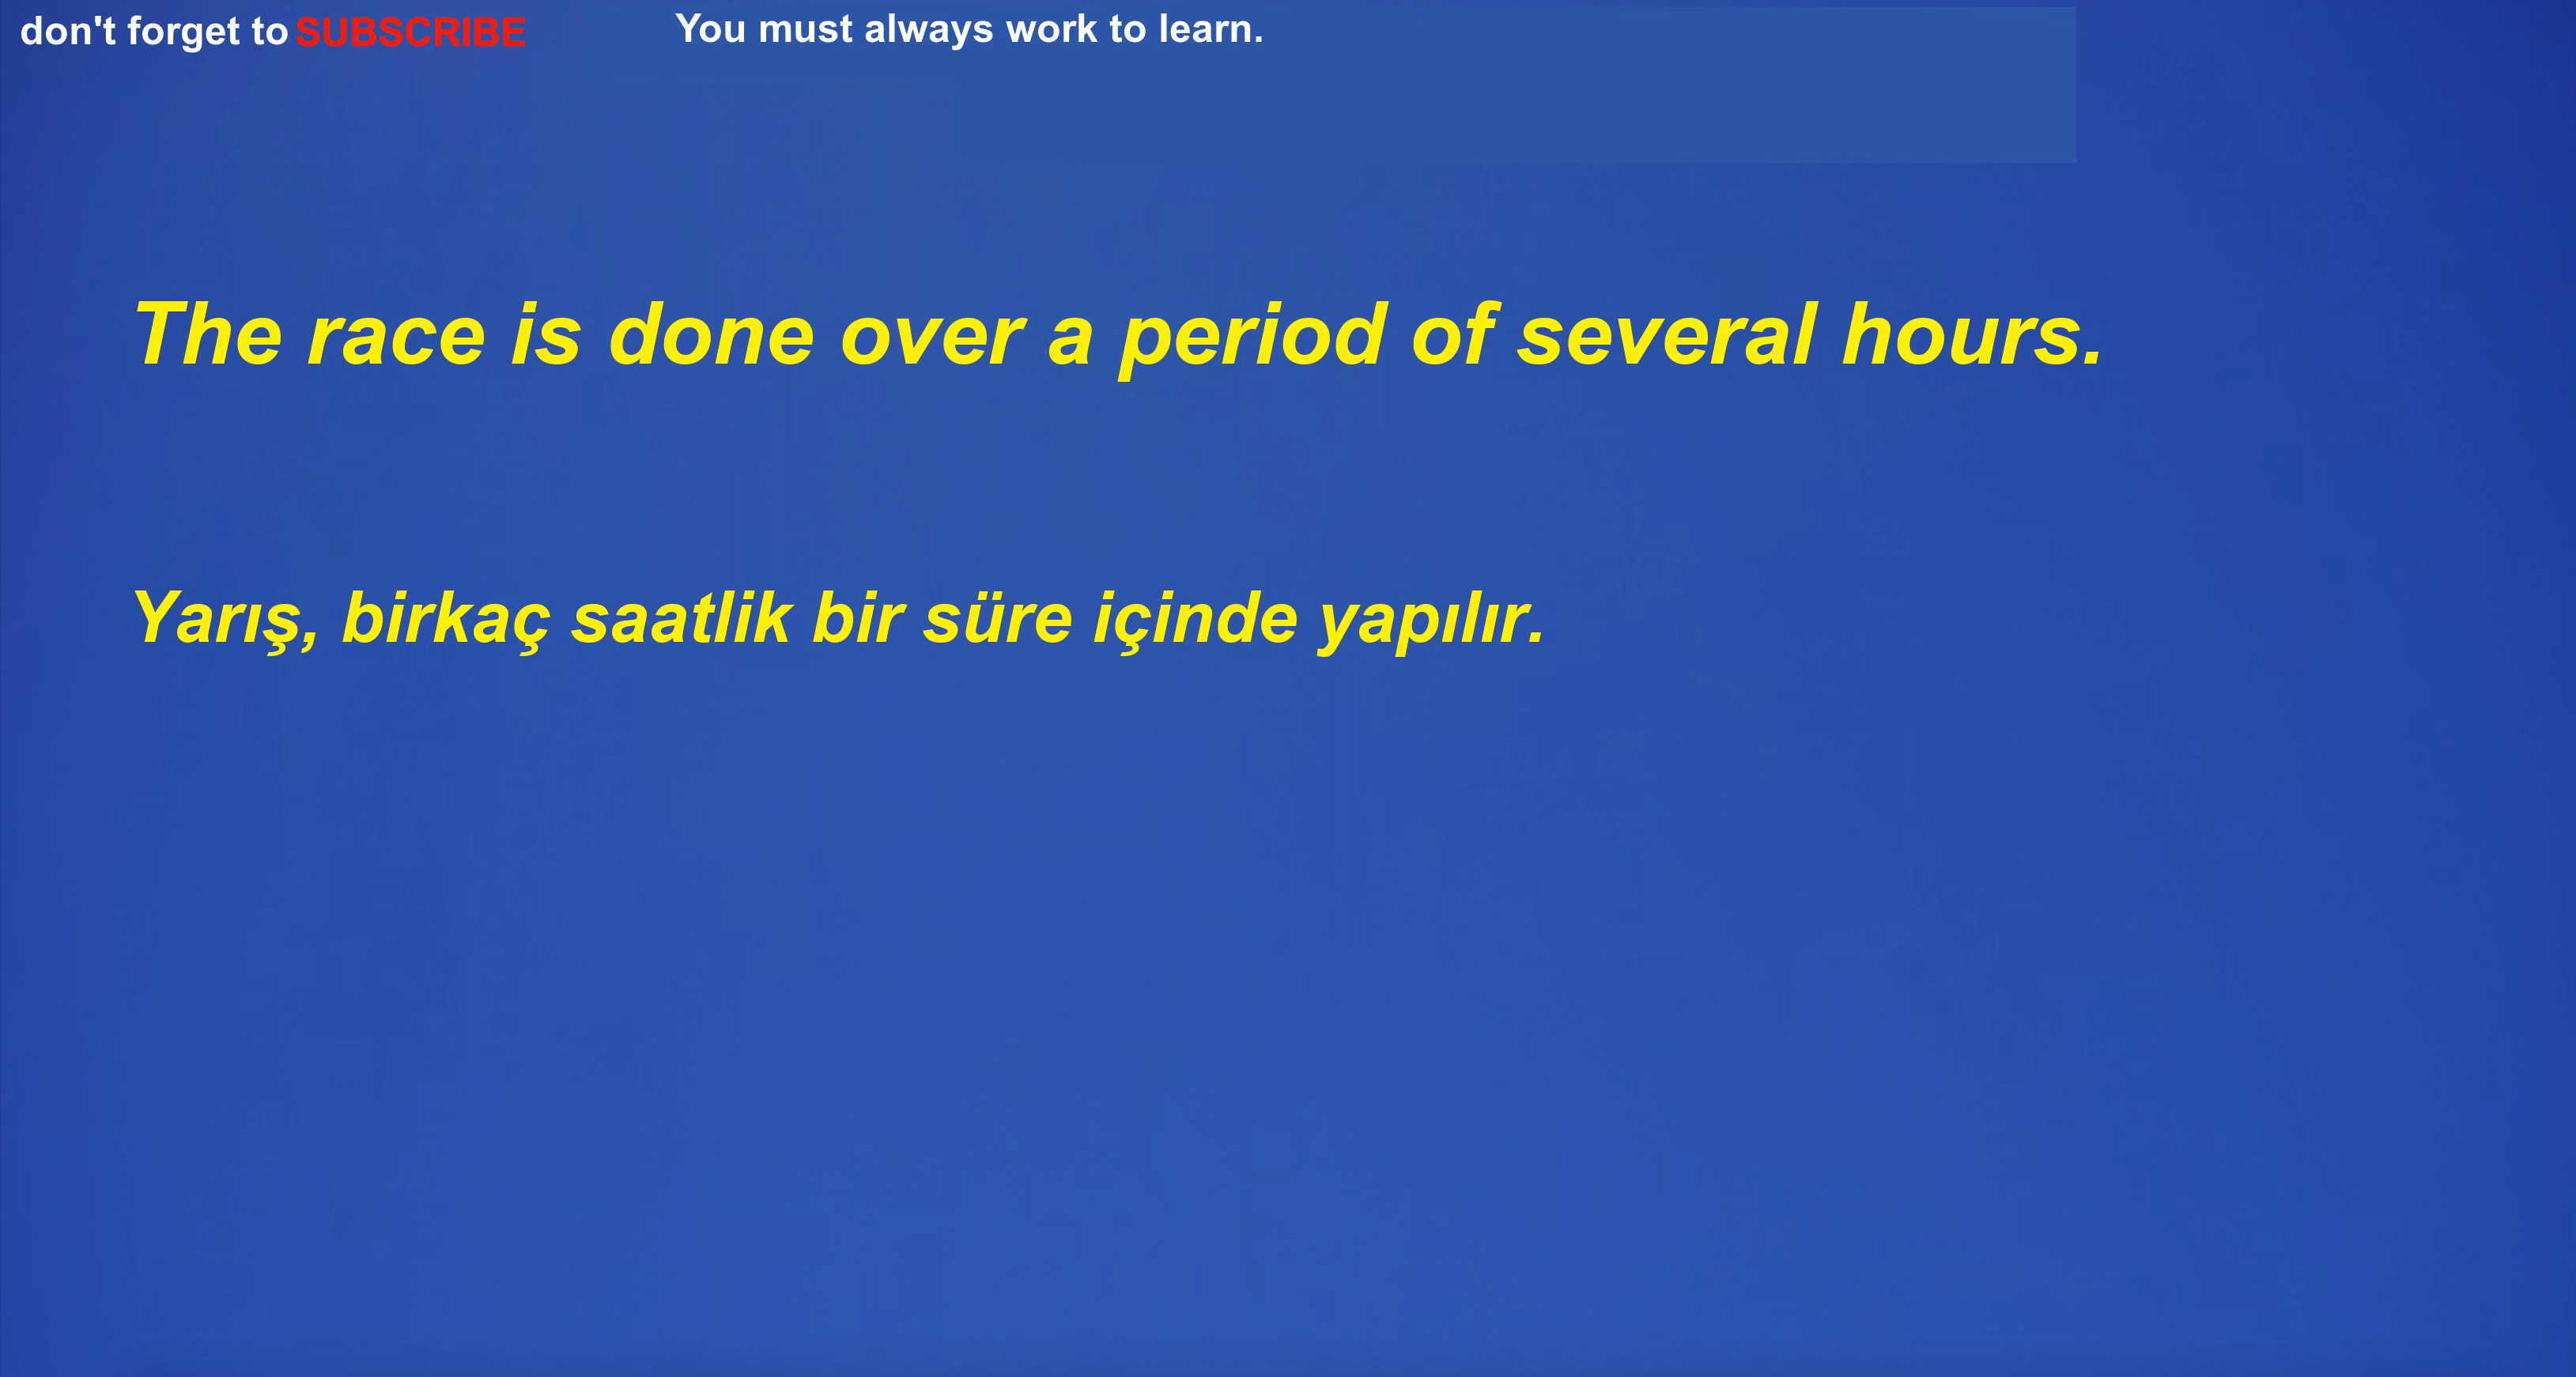 don't forget to SUBSCRIBE
You must always work to learn.
The race is done over a period of several hours.
Yarış, birkaç saatlik bir süre içinde yapılır.